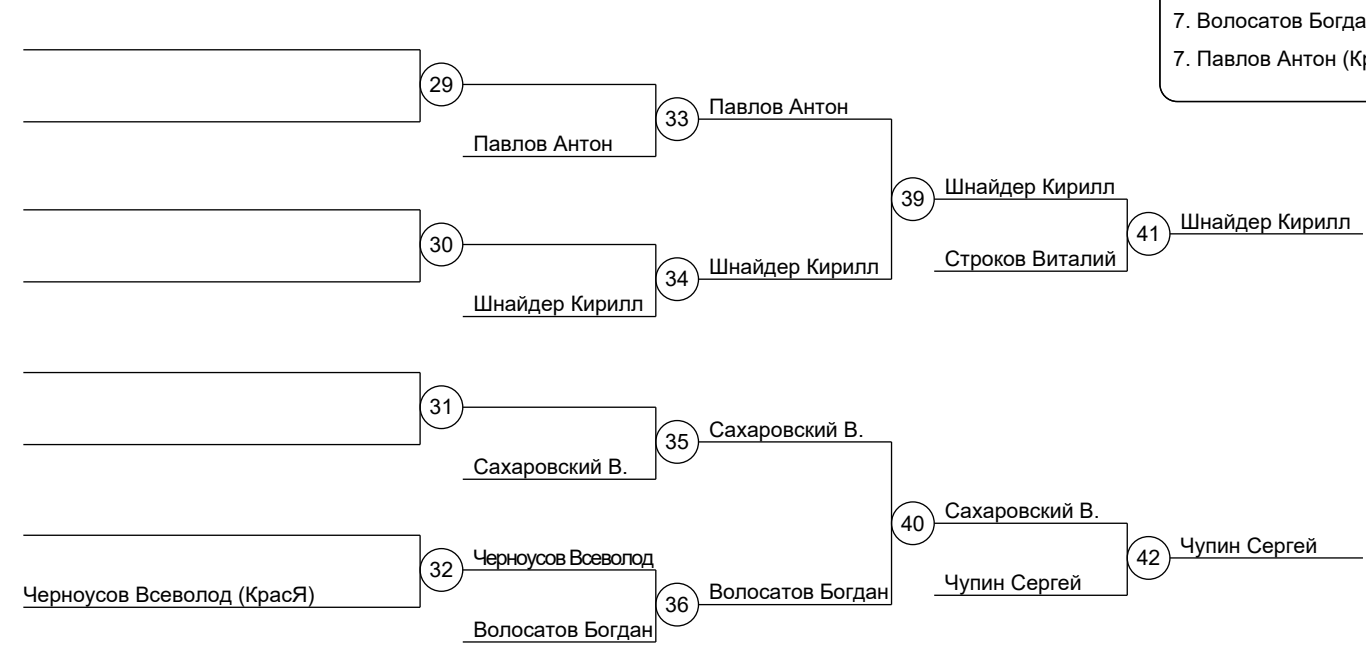 7. Волосатов Богда
7. Павлов Антон (Кр
29
33
Павлов Антон
Павлов Антон
39
Шнайдер Кирилл
41
Шнайдер Кирилл
30
34
Шнайдер Кирилл
Строков Виталий
Шнайдер Кирилл
31
35
Сахаровский В.
Сахаровский В.
40
Сахаровский В.
42
Чупин Сергей
32
Черноусов Всеволод
Черноусов Всеволод (КрасЯ)
36
Волосатов Богдан
Чупин Сергей
Волосатов Богдан